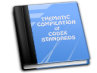 THEMATIC
COMPILATION
of
CODEX
STANDARDS